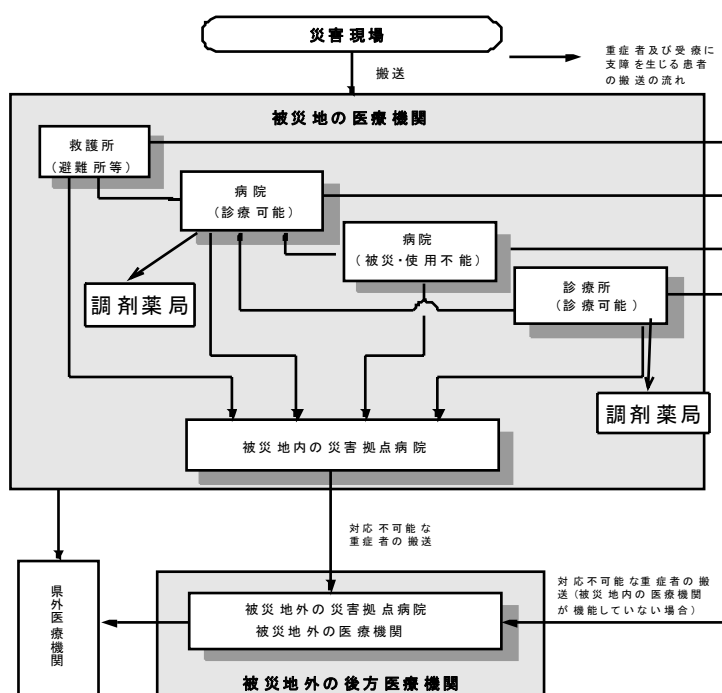 災害現場
搬送
重症者及び受療に
支障を生じる患者
の搬送の流れ
被災地の医療機関
救護所
（避難所等）
病院
（診療可能）
病院
（被災・使用不能）
診療所
（診療可能）
調剤薬局
調剤薬局
被災地内の災害拠点病院
対応不可能な
重症者の搬送
対応不可能な重症者の搬
送（被災地内の医療機関
が機能していない場合）
県外医療機関
被災地外の災害拠点病院
被災地外の医療機関
被災地外の後方医療機関